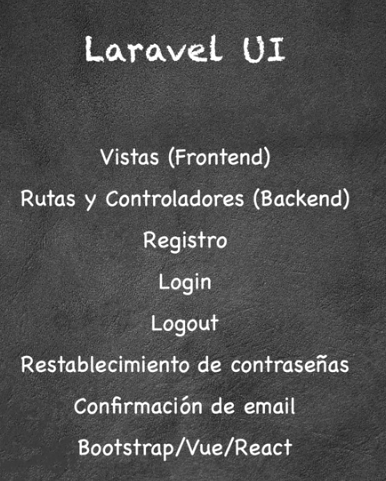 Laravel UI
Vistas (Frontend)
Rutas y Controladores (Backend)
Registro
Login
Logout
Restablecimiento de contraseñas
Confirmación de email
Bootstrap/Vue/React